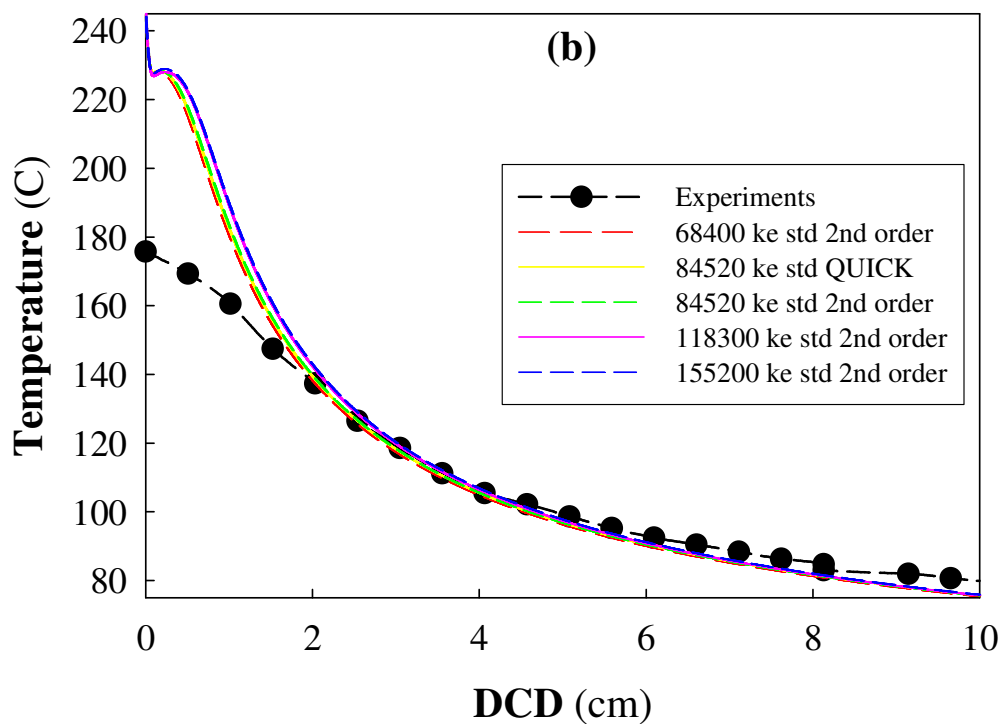 (b)
240
220
200
180
160
140
120
100
80
Temperature (C)
Experiments
68400 ke std 2nd order
84520 ke std QUICK
84520 ke std 2nd order
118300 ke std 2nd order
155200 ke std 2nd order
0 2 4 6 8 10
DCD (cm)